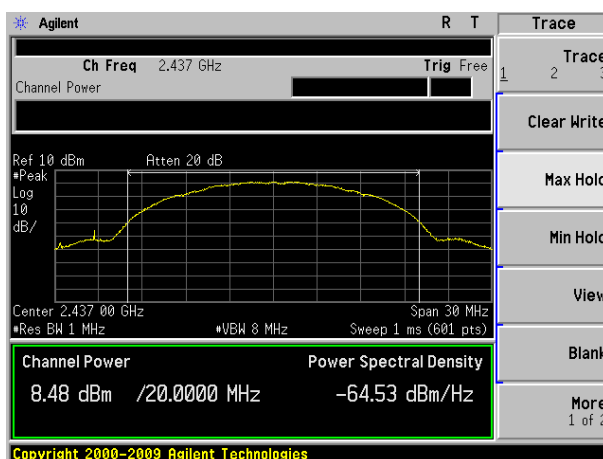 Agilent R T Trace
Ch Freq 2.437 GHz Trig Free
Channel Power
Trace
1 2 3
Clear Write
Max Hold
Min Hold
View
Blank
More
1 of 2
Ref 10 dBm Atten 20 dB
#Peak
Log
10
dB/
Center 2.437 00 GHz Span 30 MHz
#Res BW 1 MHz #VBW 8 MHz Sweep 1 ms (601 pts)
Channel Power Power Spectral Density
8.48 dBm /20.0000 MHz -64.53 dBm/Hz
Copyright 2000-2009 Agilent Technologies